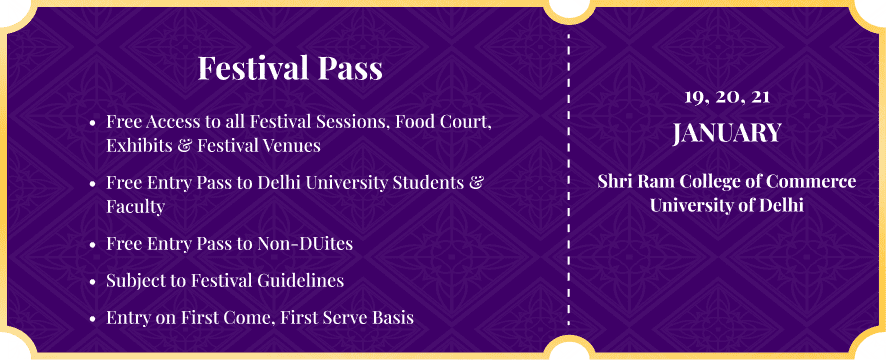 Festival Pass
• Free Access to all Festival Sessions, Food Court,
Exhibits & Festival Venues
• Free Entry Pass to Delhi University Students &
Faculty
• Free Entry Pass to Non-DUites
• Subject to Festival Guidelines
• Entry on First Come, First Serve Basis
19, 20, 21
JANUARY
Shri Ram College of Commerce
University of Delhi